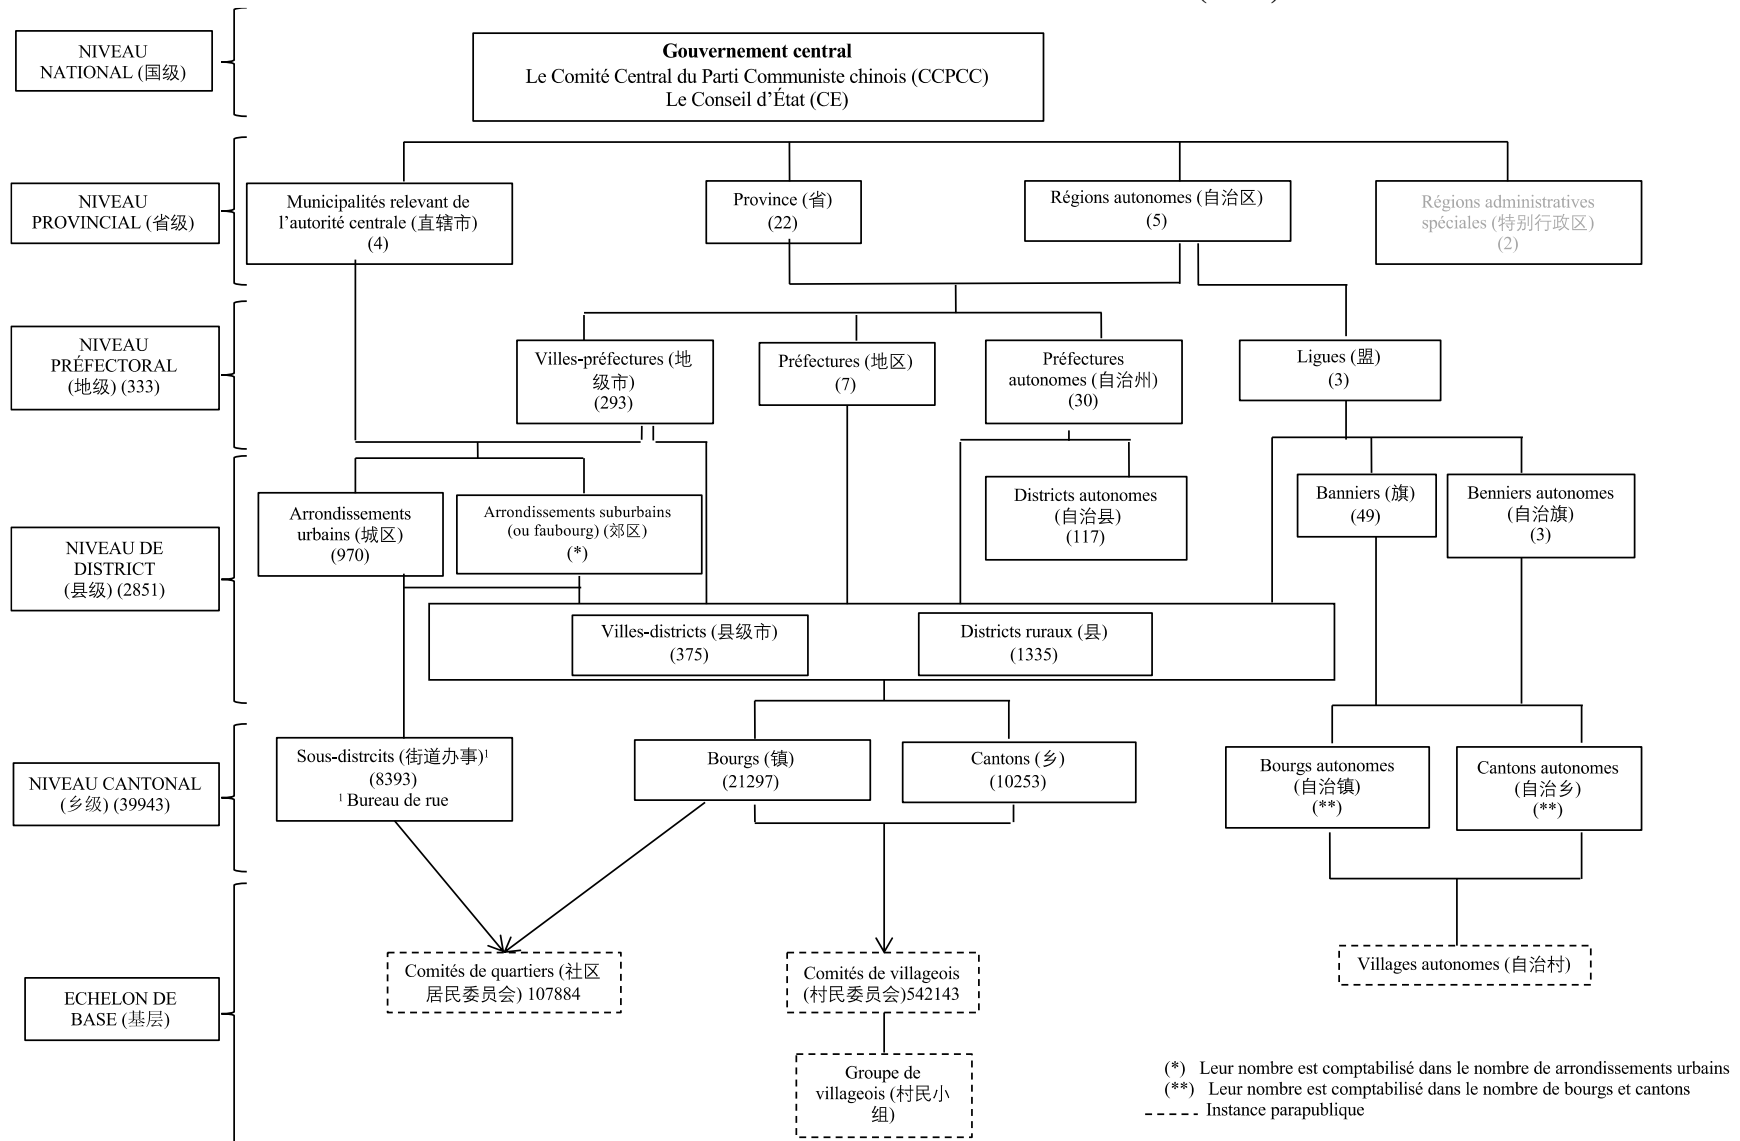 NIVEAU
NATIONAL (国级)
Gouvernement central
Le Comité Central du Parti Communiste chinois (CCPCC)
Le Conseil d'État (CE)
NIVEAU
PROVINCIAL (省级)
Municipalités relevant de
l'autorité centrale (直辖市)
(4)
Province (省)
(22)
Régions autonomes (自治区)
(5)
Régions administratives
spéciales (特别行政区)
(2)
NIVEAU
PRÉFECTORAL
(地级) (333)
Villes-préfectures (地
级市)
(293)
Préfectures (地区)
(7)
Préfectures
autonomes (自治州)
(30)
Ligues (盟)
(3)
NIVEAU DE
DISTRICT
(县级) (2851)
Arrondissements
urbains (城区)
(970)
Arrondissements suburbains
(ou faubourg) (郊区)
(*)
Districts autonomes
(自治县)
(117)
Banniers (旗)
(49)
Benniers autonomes
(自治旗)
(3)
Villes-districts (县级市)
(375)
Districts ruraux (县)
(1335)
NIVEAU CANTONAL
(乡级) (39943)
Sous-distrcits (街道办事)¹
(8393)
¹ Bureau de rue
Bourgs (镇)
(21297)
Cantons (乡)
(10253)
Bourgs autonomes
(自治镇)
(**)
Cantons autonomes
(自治乡)
(**)
ECHELON DE
BASE (基层)
Comités de quartiers (社区
居民委员会) 107884
Comités de villageois
(村民委员会)542143
Villages autonomes (自治村)
Groupe de
villageois (村民小
组)
(*) Leur nombre est comptabilisé dans le nombre de arrondissements urbains
(**) Leur nombre est comptabilisé dans le nombre de bourgs et cantons
Instance parapublique